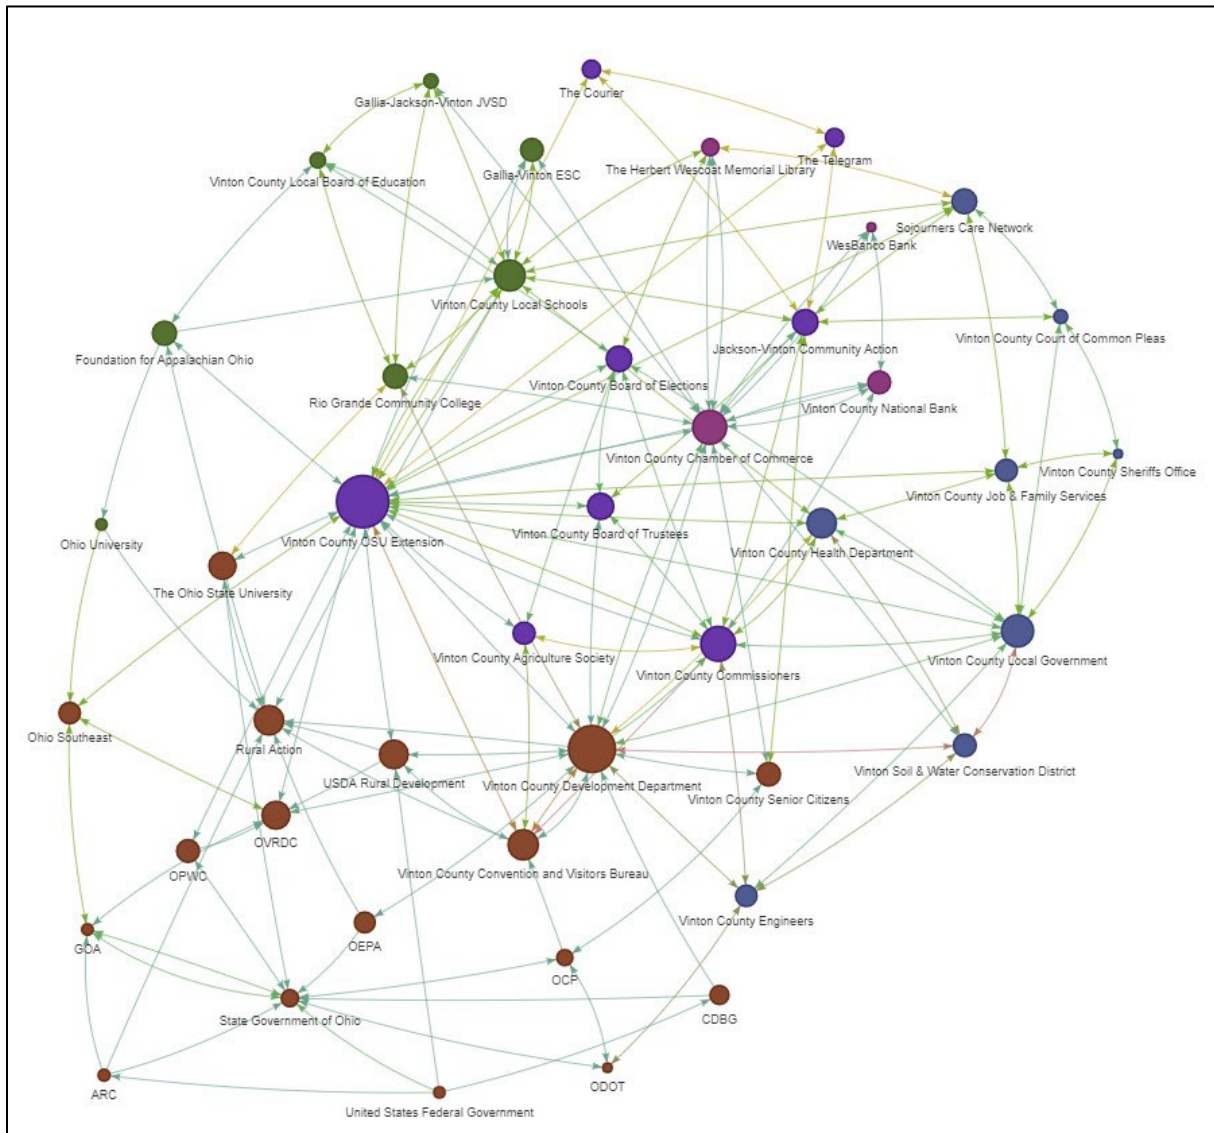 The Courier
Gallia-Jackson-Vinton JVSD
The Telegram
The Herbert Wescoat Memorial Library
Gallia-Vinton ESC
Vinton County Local Board of Education
Sojourners Care Network
WesBanco Bank
Vinton County Local Schools
Vinton County Court of Common Pleas
Jackson-Vinton Community Action
Foundation for Appalachian Ohio
Vinton County Board of Elections
Rio Grande Community College
Vinton County National Bank
Vinton County Chamber of Commerce
Vinton County Sheriffs Office
Vinton County Job & Family Services
Vinton County Board of Trustees
Vinton County OSU Extension
Ohio University
Vinton County Health Department
The Ohio State University
Vinton County Agriculture Society
Vinton County Local Government
Vinton County Commissioners
Ohio Southeast
Rural Action
Vinton Soil & Water Conservation District
USDA Rural Development
Vinton County Development Department
Vinton County Senior Citizens
OVRDC
Vinton County Convention and Visitors Bureau
OPWC
Vinton County Engineers
OEPA
GOA
OCP
State Government of Ohio
CDBG
ODOT
ARC
United States Federal Government